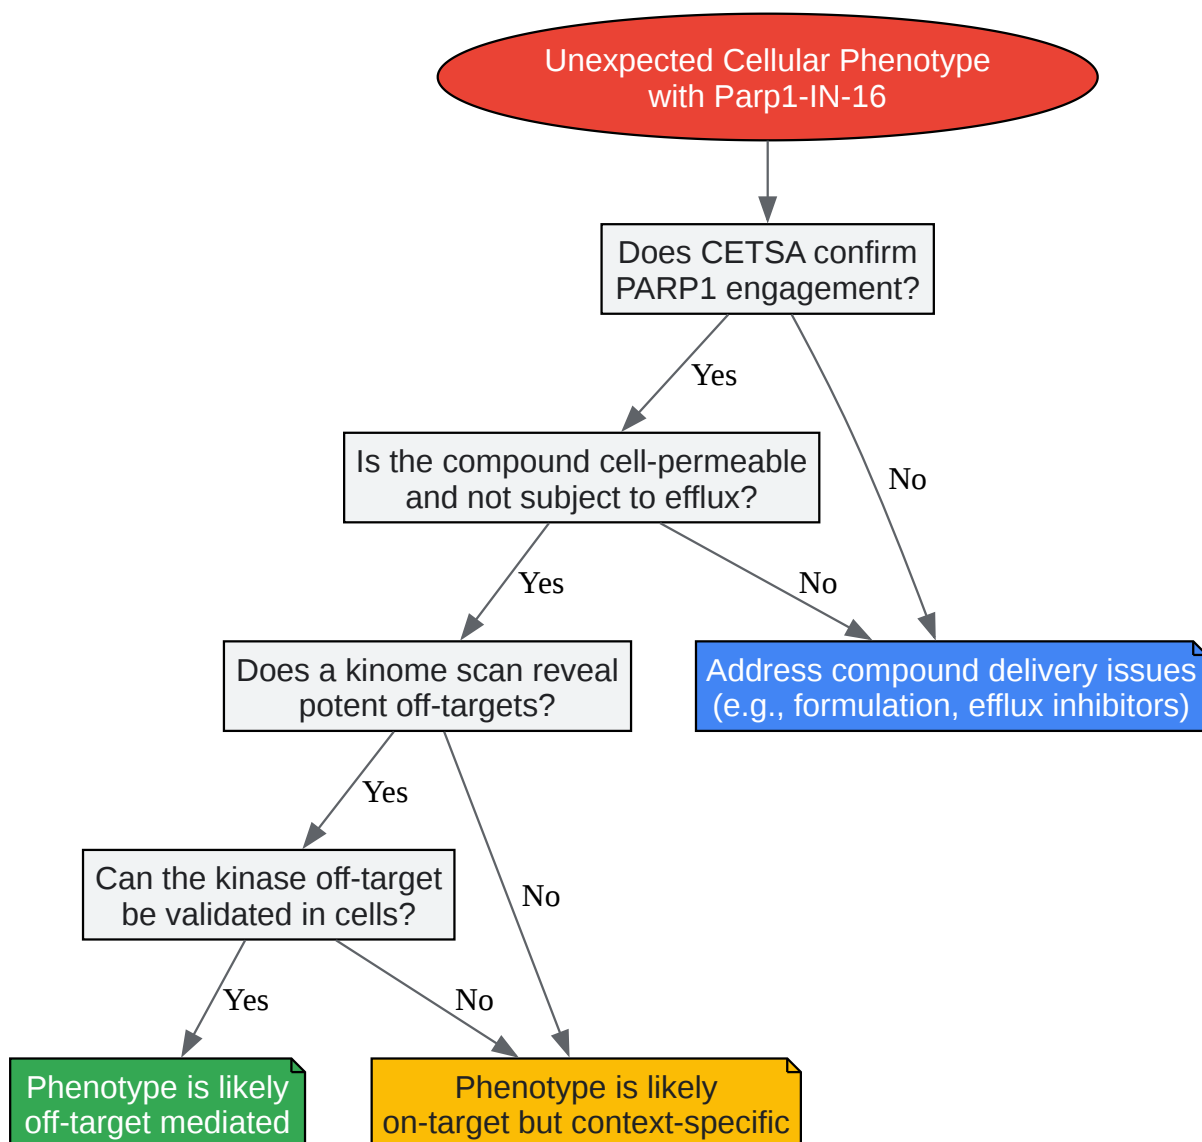 Unexpected Cellular Phenotype
with Parp1-IN-16
Does CETSA confirm
PARP1 engagement?
Yes
No
Is the compound cell-permeable
and not subject to efflux?
Yes
No
Does a kinome scan reveal
potent off-targets?
Address compound delivery issues
(e.g., formulation, efflux inhibitors)
Yes
No
Can the kinase off-target
be validated in cells?
Yes
No
Phenotype is likely
off-target mediated
Phenotype is likely
on-target but context-specific